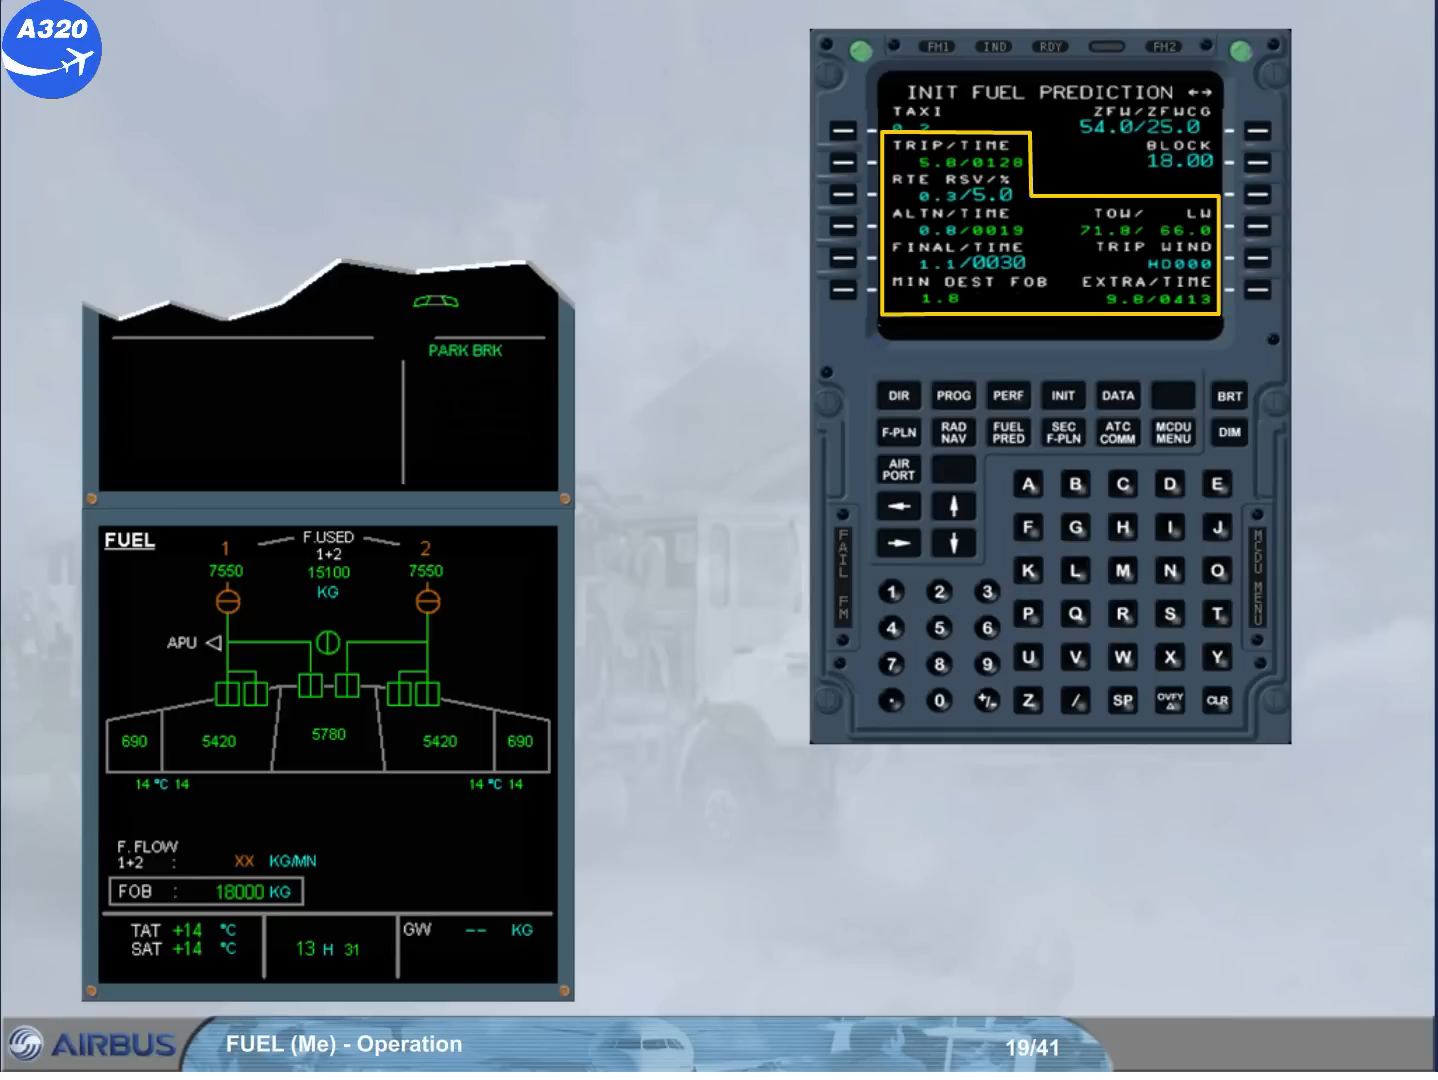 A320
FM1 IND RDY FM2
INIT FUEL PREDICTION ←→
TAXI ZFW/ZFWCG
0.2 54.0/25.0
TRIP/TIME BLOCK
5.8/0128 18.00
RTE RSV/%
0.3/5.0
ALTN/TIME TOW/ LW
0.8/0019 71.8/ 66.0
FINAL/TIME TRIP WIND
1.1/0030 HD000
MIN DEST FOB EXTRA/TIME
1.8 9.8/0413
DIR PROG PERF INIT DATA BRT
F-PLN RAD NAV FUEL PRED SEC F-PLN ATC COMM MCDU MENU DIM
AIR PORT
← ↑
→ ↓
A B C D E
F G H I J
K L M N O
P Q R S T
U V W X Y
Z / SP OVFY △ CLR
1 2 3
4 5 6
7 8 9
. 0 +/-
FAIL FM
MCDU MENU
PARK BRK
FUEL
1 F.USED 2
1+2
7550 15100 7550
KG
APU
690 5420 5780 5420 690
14 °C 14 14 °C 14
F.FLOW
1+2 : XX KG/MN
FOB : 18000 KG
TAT +14 °C GW -- KG
SAT +14 °C 13 H 31
AIRBUS
FUEL (Me) - Operation 19/41